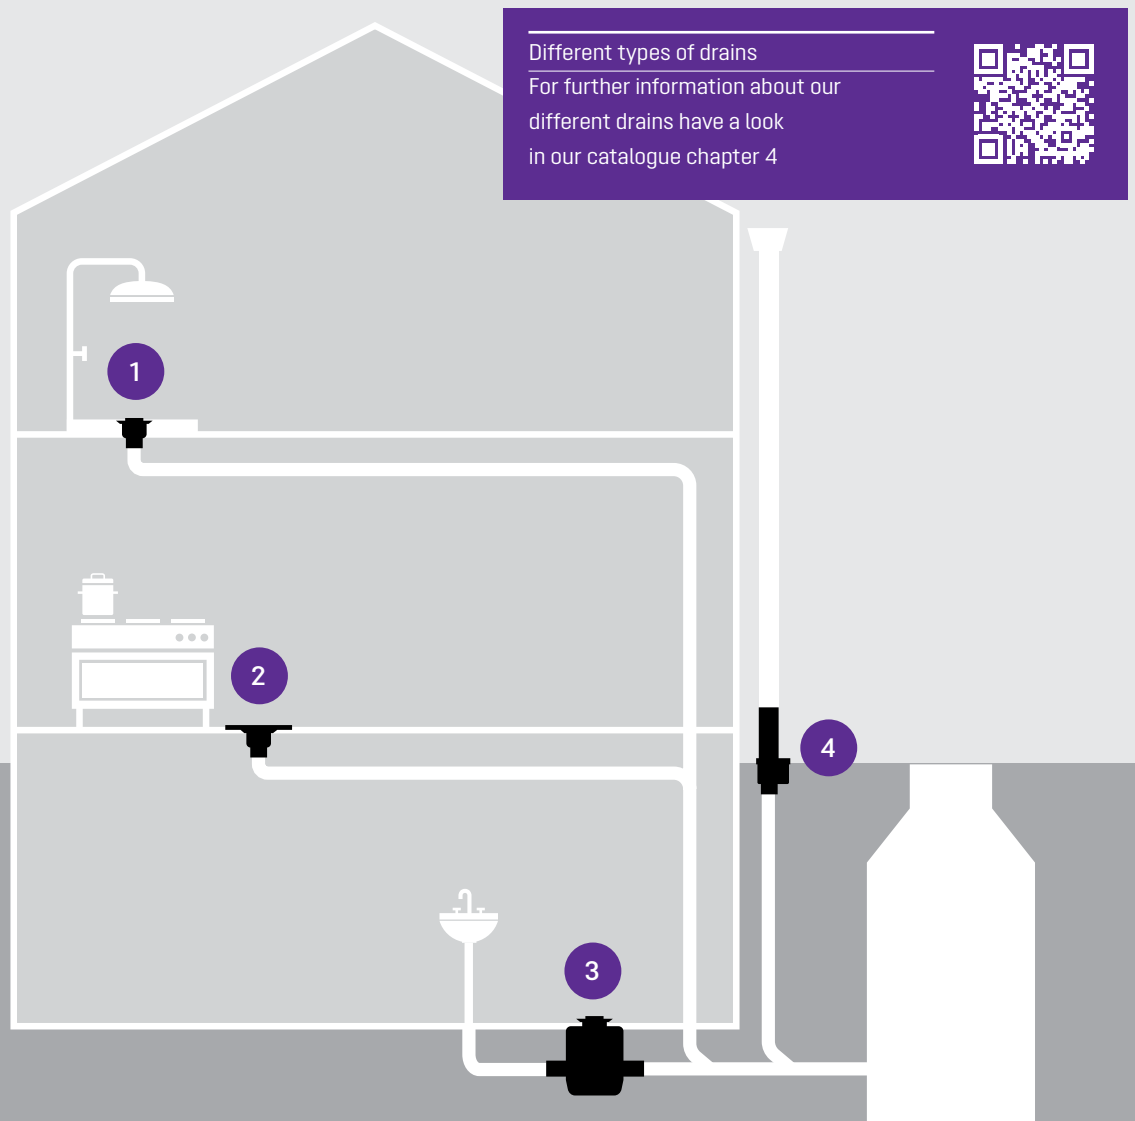 Different types of drains
For further information about our
different drains have a look
in our catalogue chapter 4
1
2
4
3